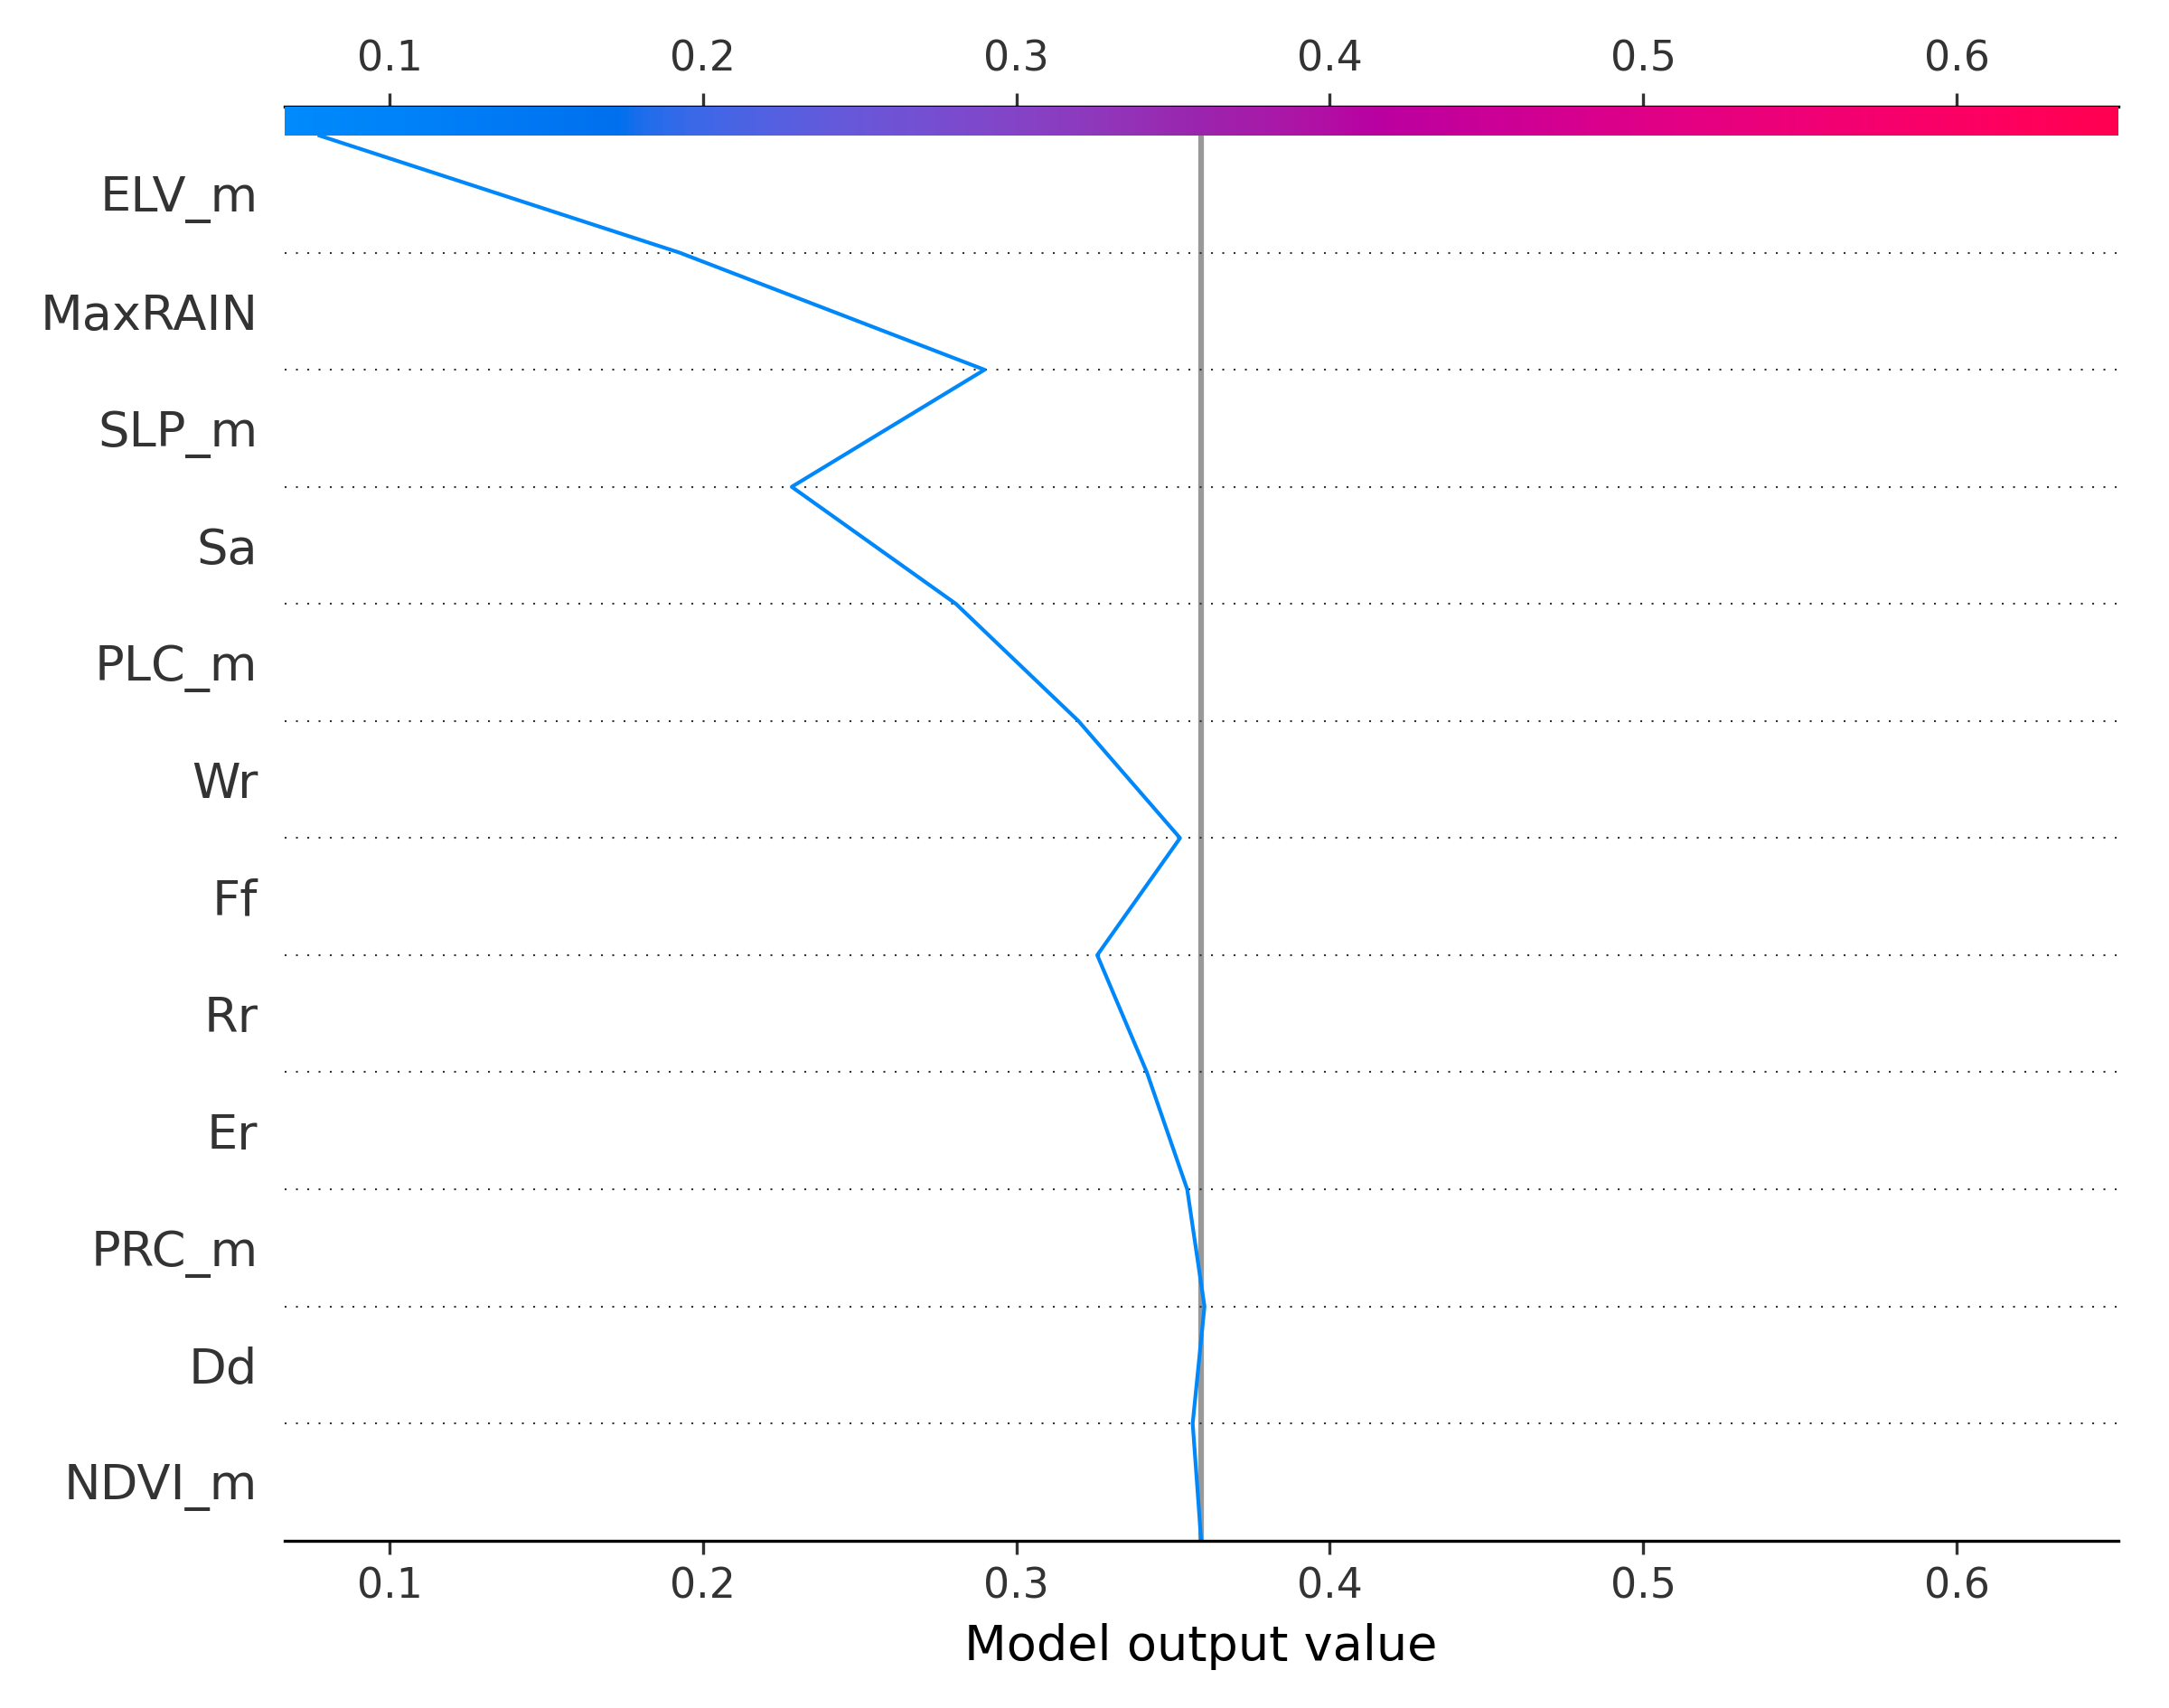 0.1 0.2 0.3 0.4 0.5 0.6
ELV_m
MaxRAIN
SLP_m
Sa
PLC_m
Wr
Ff
Rr
Er
PRC_m
Dd
NDVI_m
0.1 0.2 0.3 0.4 0.5 0.6
Model output value